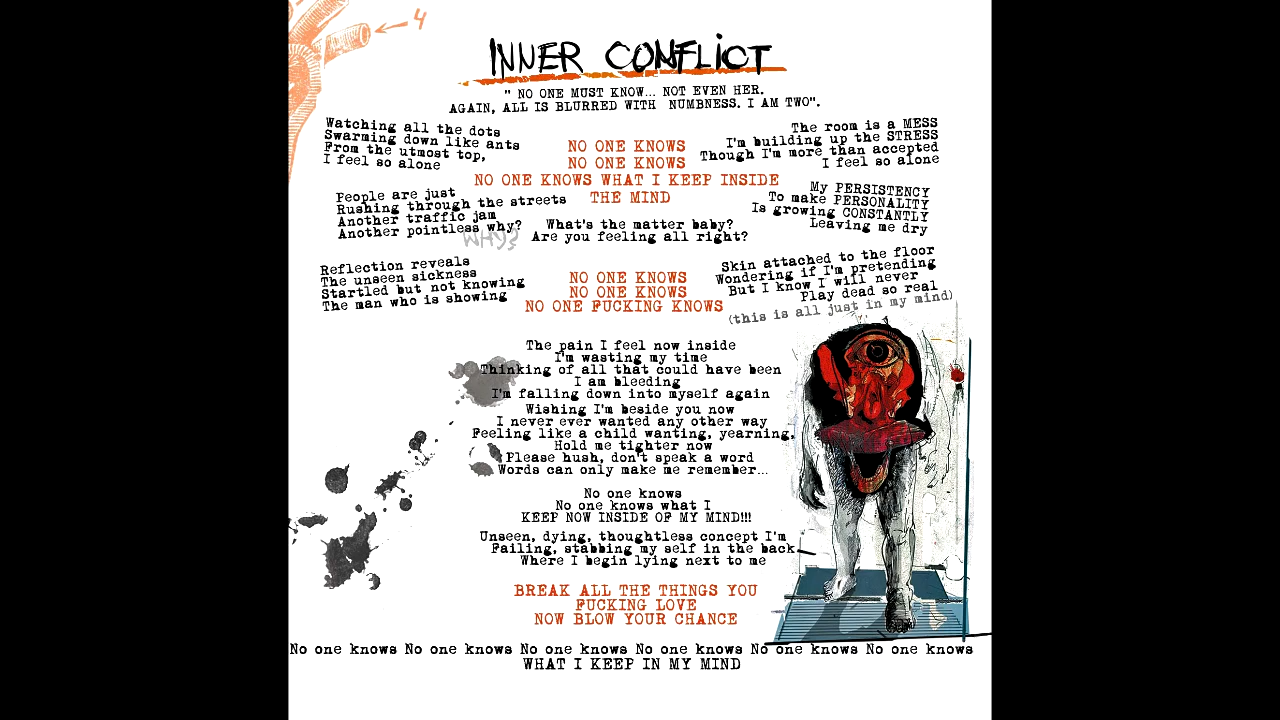 4
INNER CONFLICT
" NO ONE MUST KNOW... NOT EVEN HER.
AGAIN, ALL IS BLURRED WITH NUMBNESS. I AM TWO".
Watching all the dots
Swarming down like ants
From the utmost top,
I feel so alone
NO ONE KNOWS
NO ONE KNOWS
NO ONE KNOWS WHAT I KEEP INSIDE
THE MIND
The room is a MESS
I'm building up the STRESS
Though I'm more than accepted
I feel so alone
People are just
Rushing through the streets
Another traffic jam
Another pointless why?
WHY?
What's the matter baby?
Are you feeling all right?
My PERSISTENCY
To make PERSONALITY
Is growing CONSTANTLY
Leaving me dry
Reflection reveals
The unseen sickness
Startled but not knowing
The man who is showing
NO ONE KNOWS
NO ONE KNOWS
NO ONE FUCKING KNOWS
Skin attached to the floor
Wondering if I'm pretending
But I know I will never
Play dead so real
(this is all just in my mind)
The pain I feel now inside
I'm wasting my time
Thinking of all that could have been
I am bleeding
I'm falling down into myself again
Wishing I'm beside you now
I never ever wanted any other way
Feeling like a child wanting, yearning,
Hold me tighter now
Please hush, don't speak a word
Words can only make me remember...
No one knows
No one knows what I
KEEP NOW INSIDE OF MY MIND!!!
Unseen, dying, thoughtless concept I'm
Failing, stabbing my self in the back
Where I begin lying next to me
BREAK ALL THE THINGS YOU
FUCKING LOVE
NOW BLOW YOUR CHANCE
No one knows No one knows No one knows No one knows No one knows No one knows
WHAT I KEEP IN MY MIND